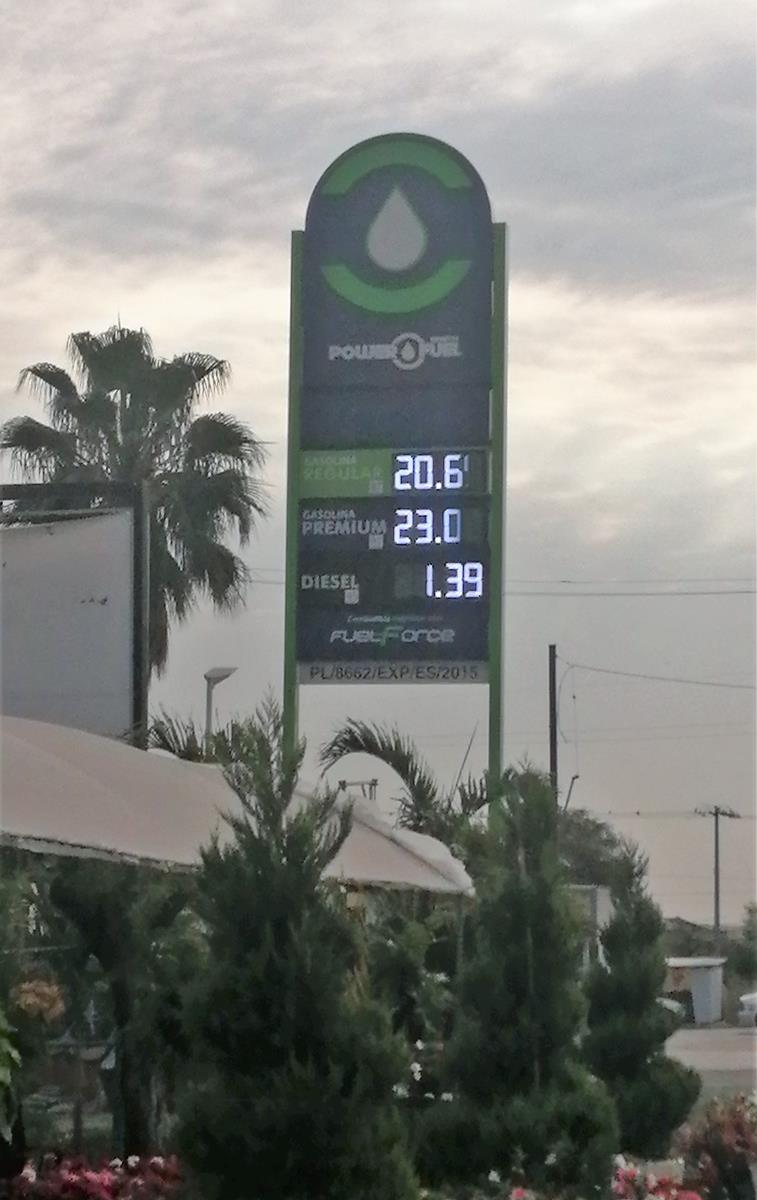 POWER FUEL
GASOLINA
REGULAR 20.6
GASOLINA
PREMIUM 23.0
DIESEL 1.39
FUELFORCE
PL/8662/EXP/ES/2015